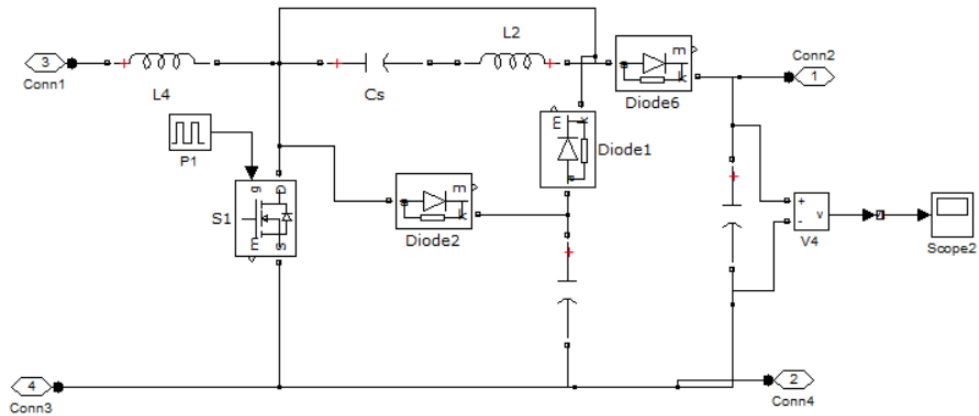 L2
3
Conn1
L4
Cs
m
k
a
Diode6
Conn2
1
P1
E
k
a
Diode1
g
D
S1
E
S
m
k
a
Diode2
+
-
v
V4
Scope2
4
Conn3
2
Conn4